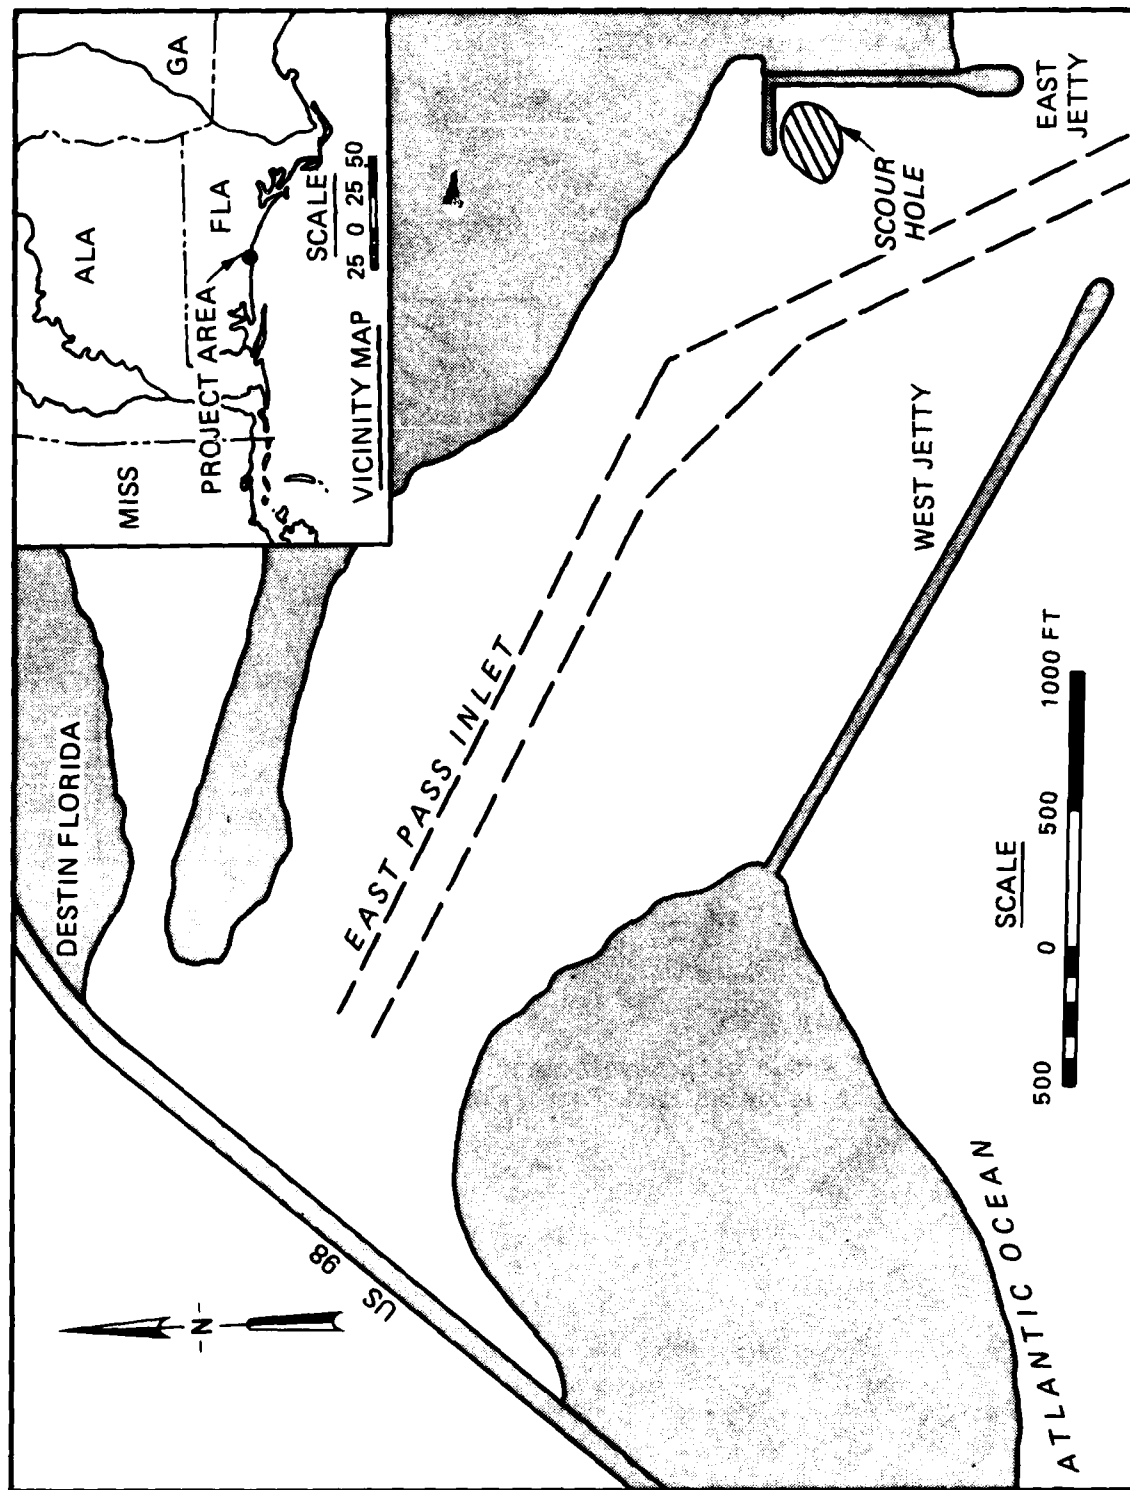 DESTIN FLORIDA
MISS
ALA
GA
FLA
PROJECT AREA
SCALE
25 0 25 50
VICINITY MAP
-N-
US 98
EAST PASS INLET
SCOUR
HOLE
EAST
JETTY
WEST JETTY
ATLANTIC OCEAN
SCALE
500 0 500 1000 FT